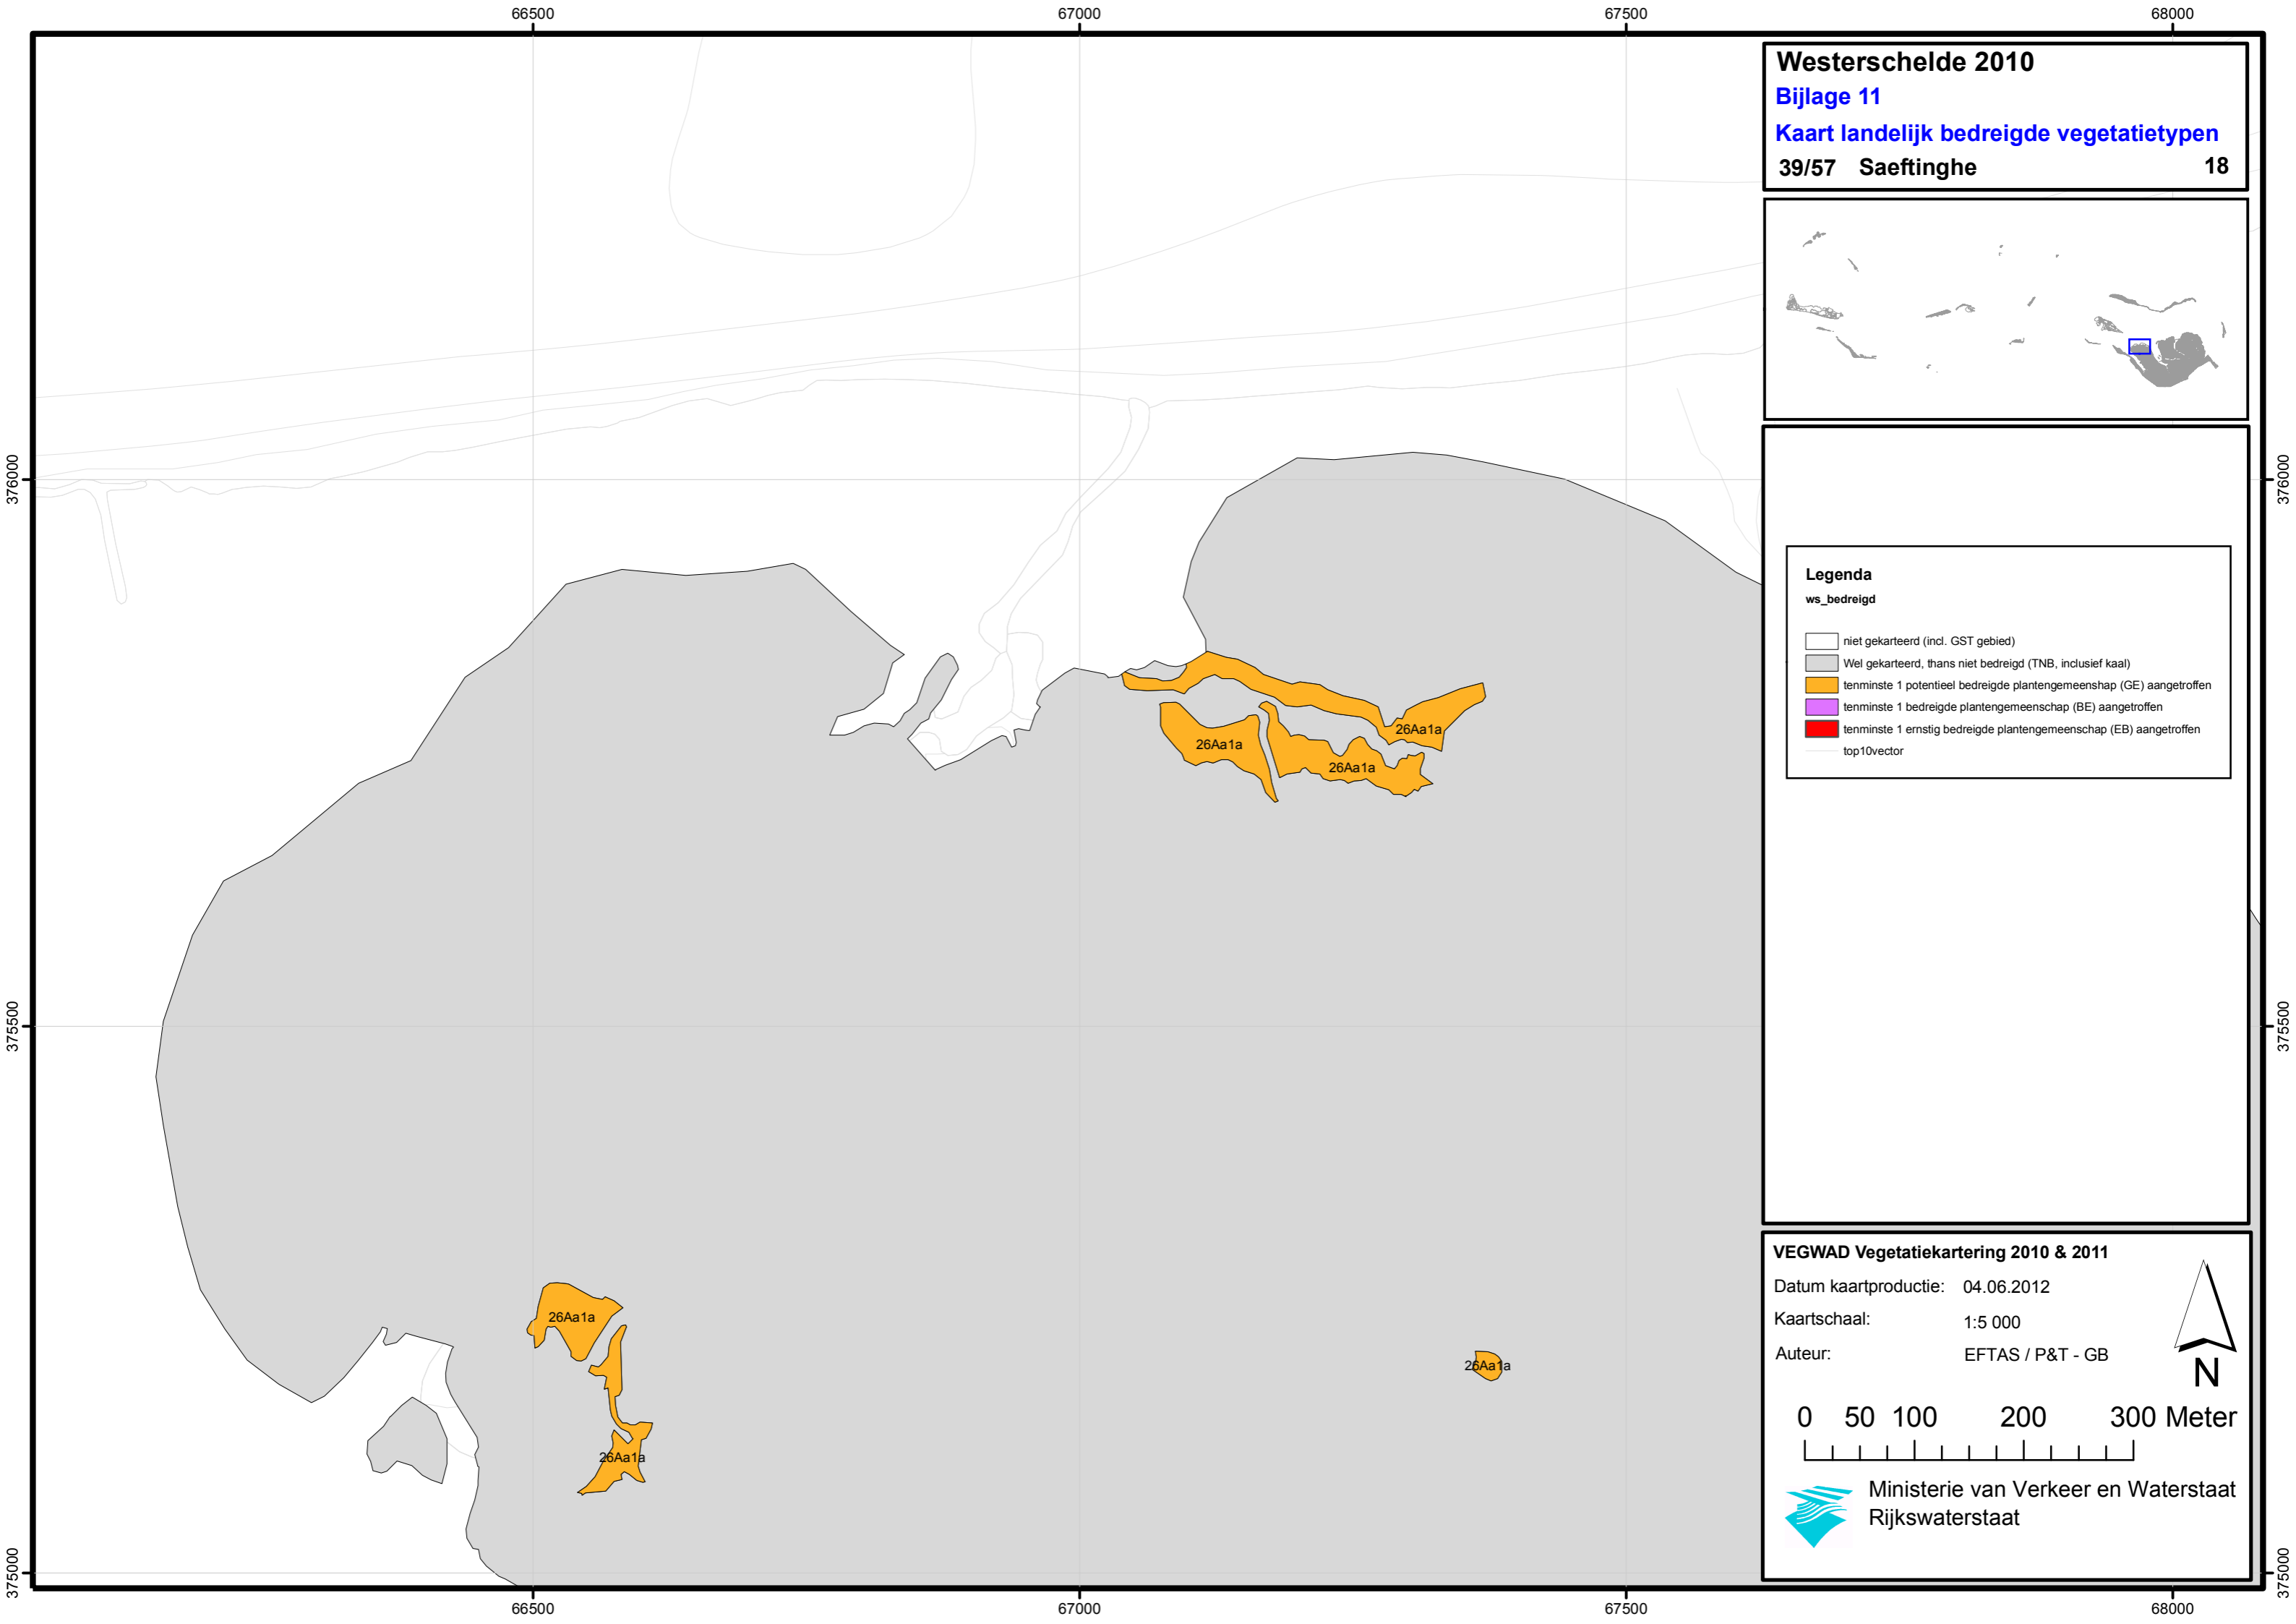 66500 67000 67500 68000
Westerschelde 2010
Bijlage 11
Kaart landelijk bedreigde vegetatietypen
39/57 Saeftinghe 18
376000 376000
Legenda
ws_bedreigd
niet gekarteerd (incl. GST gebied)
Wel gekarteerd, thans niet bedreigd (TNB, inclusief kaal)
tenminste 1 potentieel bedreigde plantengemeenshap (GE) aangetroffen
tenminste 1 bedreigde plantengemeenschap (BE) aangetroffen
tenminste 1 ernstig bedreigde plantengemeenschap (EB) aangetroffen
top10vector
26Aa1a
26Aa1a
26Aa1a
375500 375500
VEGWAD Vegetatiekartering 2010 & 2011
Datum kaartproductie: 04.06.2012
Kaartschaal: 1:5 000
Auteur: EFTAS / P&T - GB
N
26Aa1a
26Aa1a
26Aa1a
0 50 100 200 300 Meter
Ministerie van Verkeer en Waterstaat
Rijkswaterstaat
375000 375000
66500 67000 67500 68000